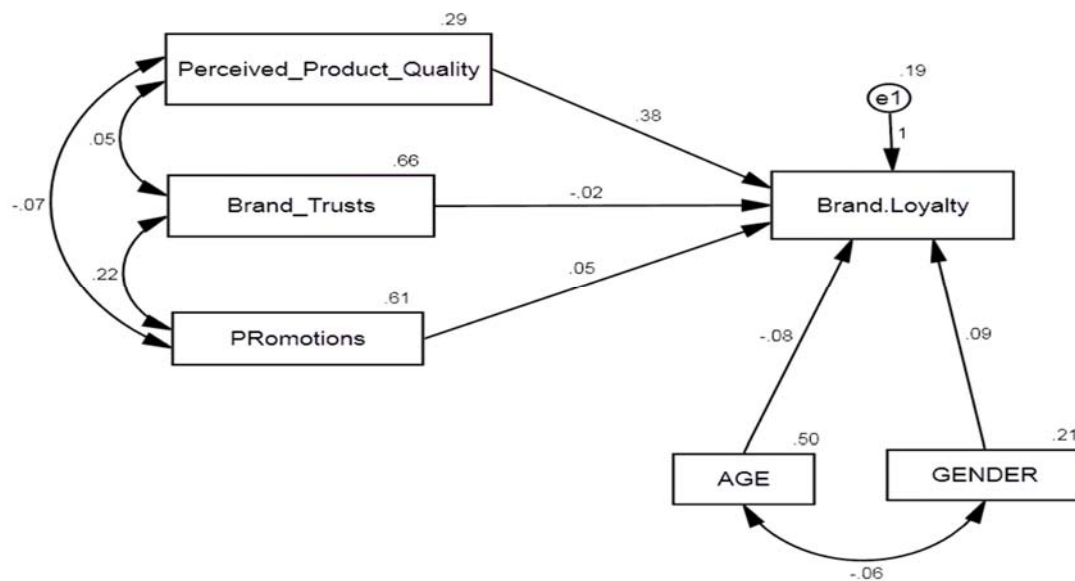 .29
Perceived_Product_Quality
.19
e1
1
.38
.05
.66
Brand_Trusts
-.02
Brand.Loyalty
-.07
.22
.61
.05
PRomotions
-.08
.09
.50
.21
AGE
GENDER
-.06